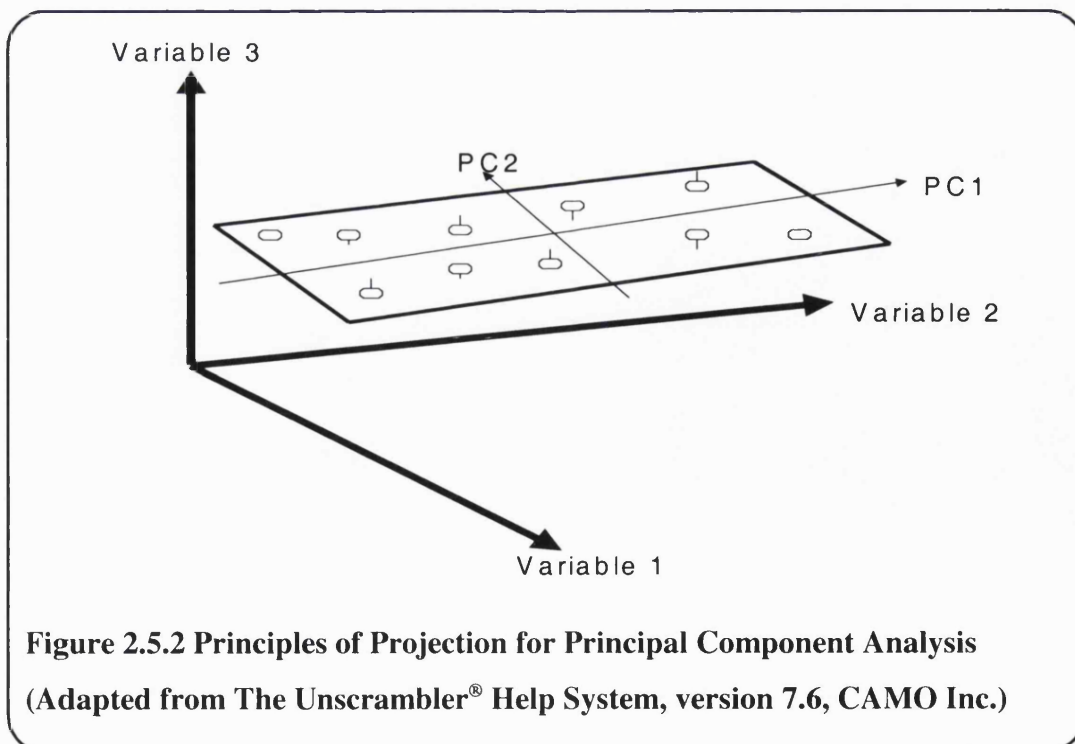 Variable 3
PC2
PC1
Variable 2
Variable 1
Figure 2.5.2 Principles of Projection for Principal Component Analysis
(Adapted from The Unscrambler® Help System, version 7.6, CAMO Inc.)